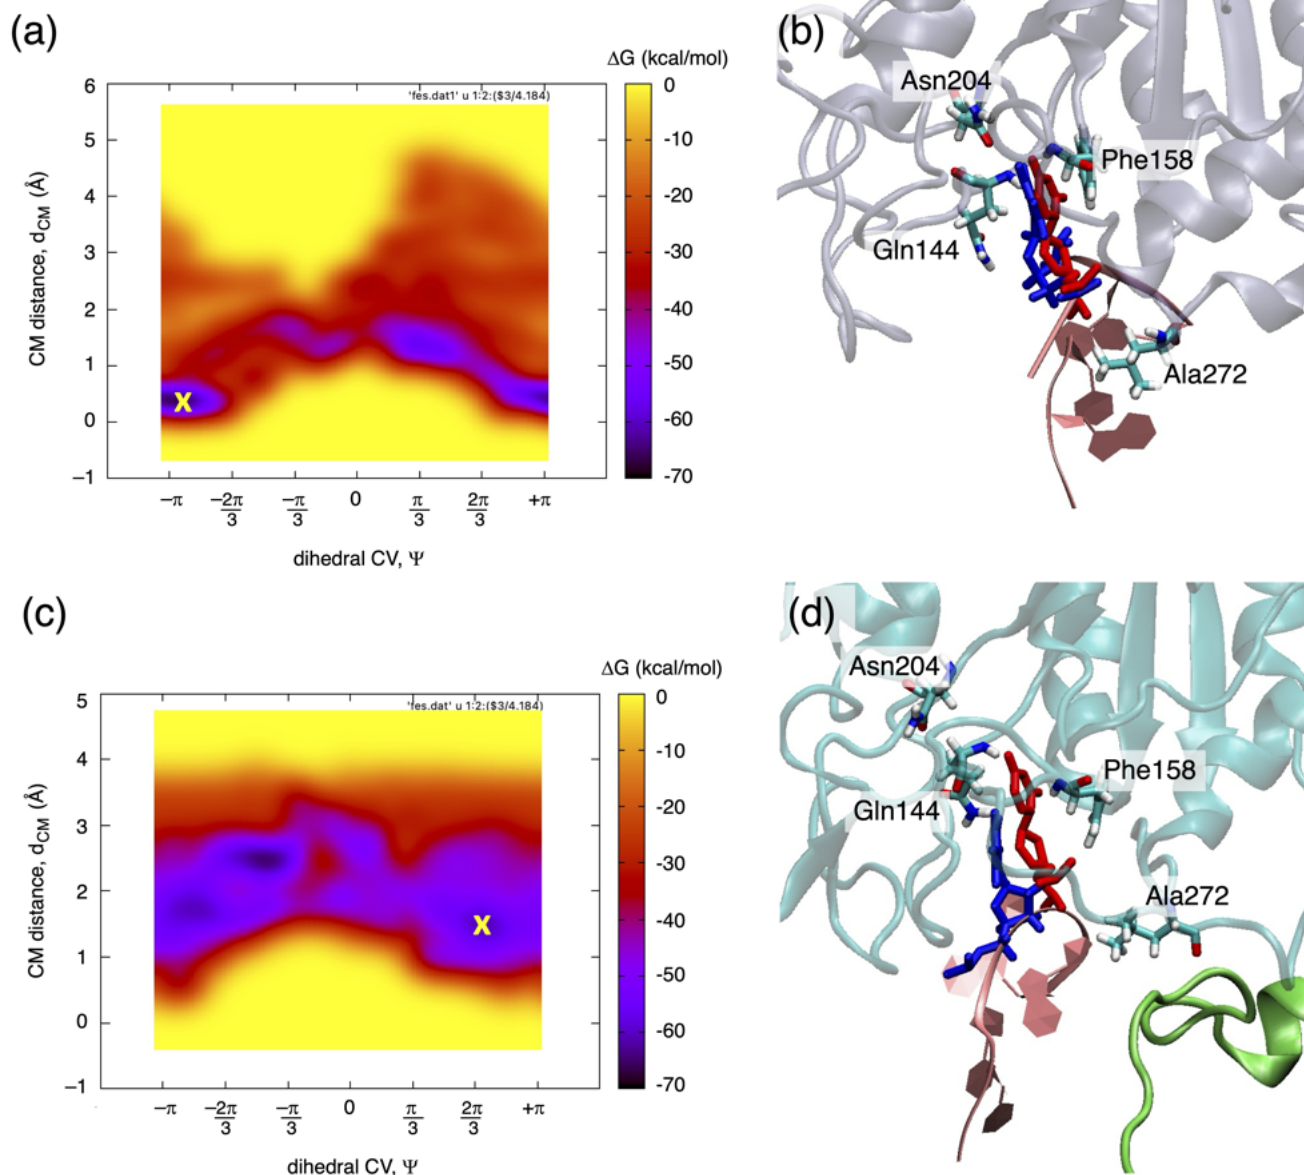 (a)
ΔG (kcal/mol)
'fes.dat1' u 1:2:($3/4.184)
6
5
4
3
2
1
0
−1
CM distance, dCM (Å)
X
0
-10
-20
-30
-40
-50
-60
-70
−π
−2π/3
−π/3
0
π/3
2π/3
+π
dihedral CV, Ψ
(b)
Asn204
Phe158
Gln144
Ala272
(c)
ΔG (kcal/mol)
'fes.dat' u 1:2:($3/4.184)
5
4
3
2
1
0
−1
CM distance, dCM (Å)
X
0
-10
-20
-30
-40
-50
-60
-70
−π
−2π/3
−π/3
0
π/3
2π/3
+π
dihedral CV, Ψ
(d)
Asn204
Phe158
Gln144
Ala272